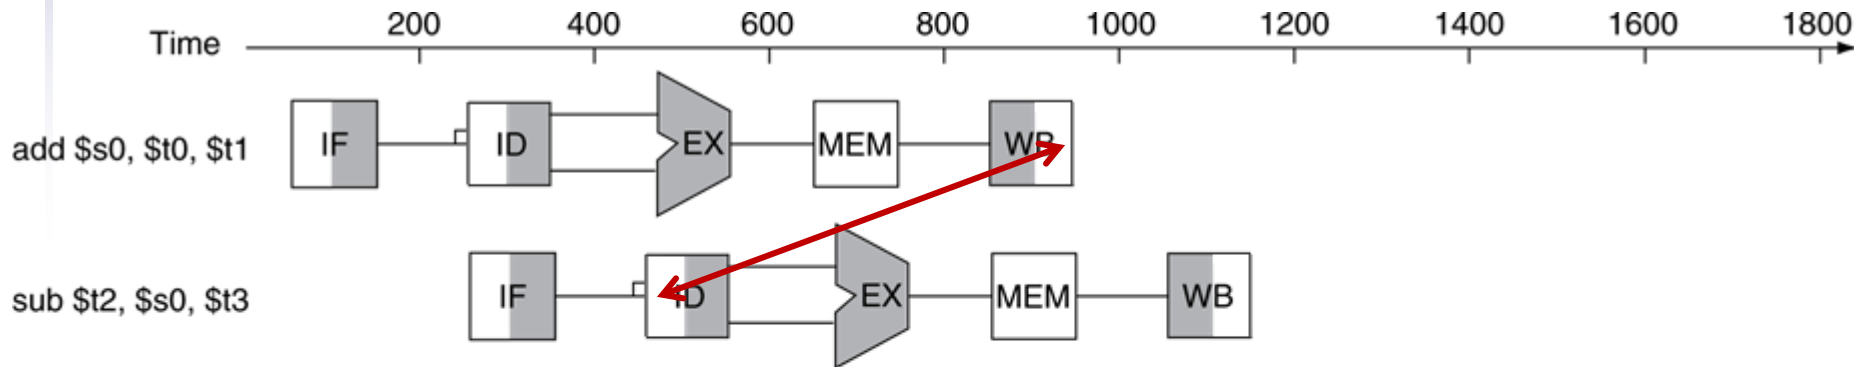 200 400 600 800 1000 1200 1400 1600 1800
Time
add $s0, $t0, $t1 IF ID EX MEM WB
sub $t2, $s0, $t3 IF ID EX MEM WB